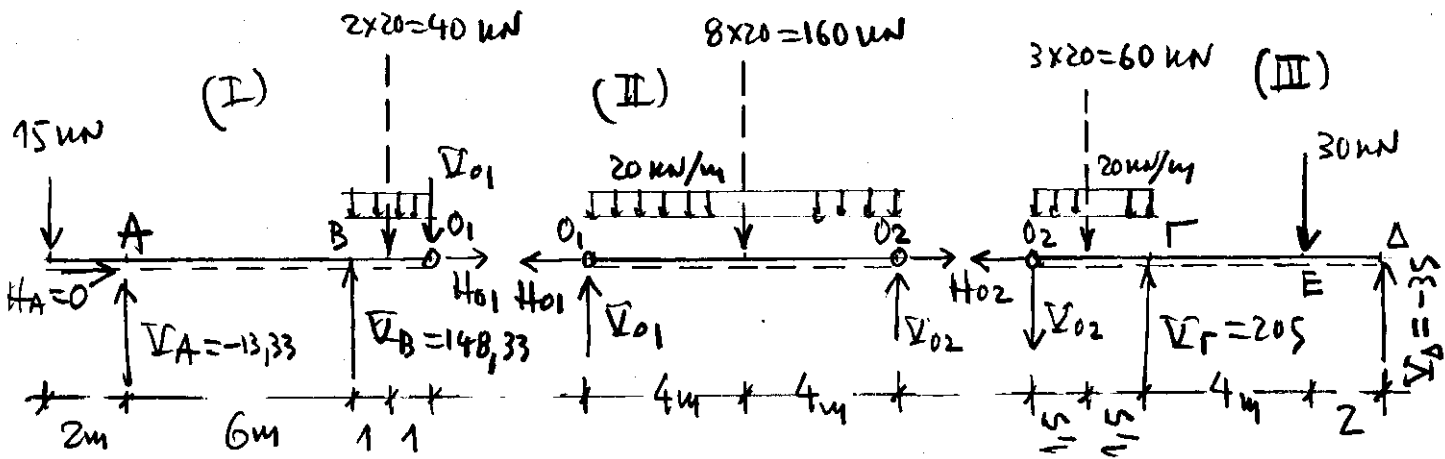 2x20=40 kN
8x20=160 kN
3x20=60 kN
(I)
(II)
(III)
15 kN
V01
20 kN/m
20 kN/m
30 kN
A
B
O1
O1
O2
O2
Γ
E
Δ
HA=0
H01
H01
H02
VA=-13,33
VB=148,33
V01
V02
V02
VΓ=205
VΔ=-35
2m
6m
1
1
4m
4m
1,5
1,5
4m
2